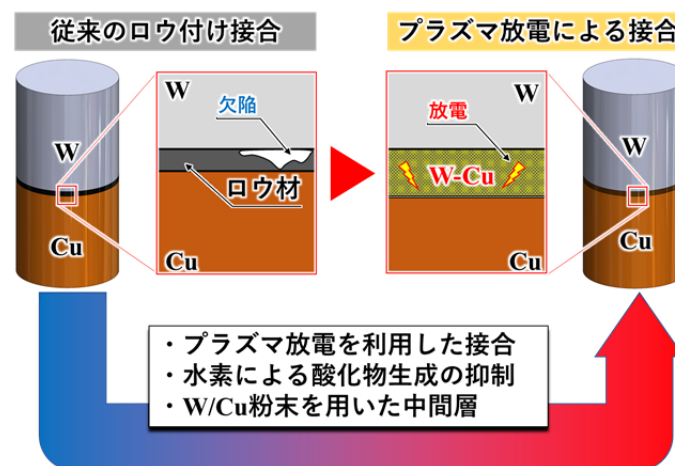 従来のロウ付け接合
プラズマ放電による接合
W
Cu
W
欠陥
ロウ材
Cu
W
放電
W-Cu
Cu
W
Cu
・プラズマ放電を利用した接合
・水素による酸化物生成の抑制
・W/Cu粉末を用いた中間層